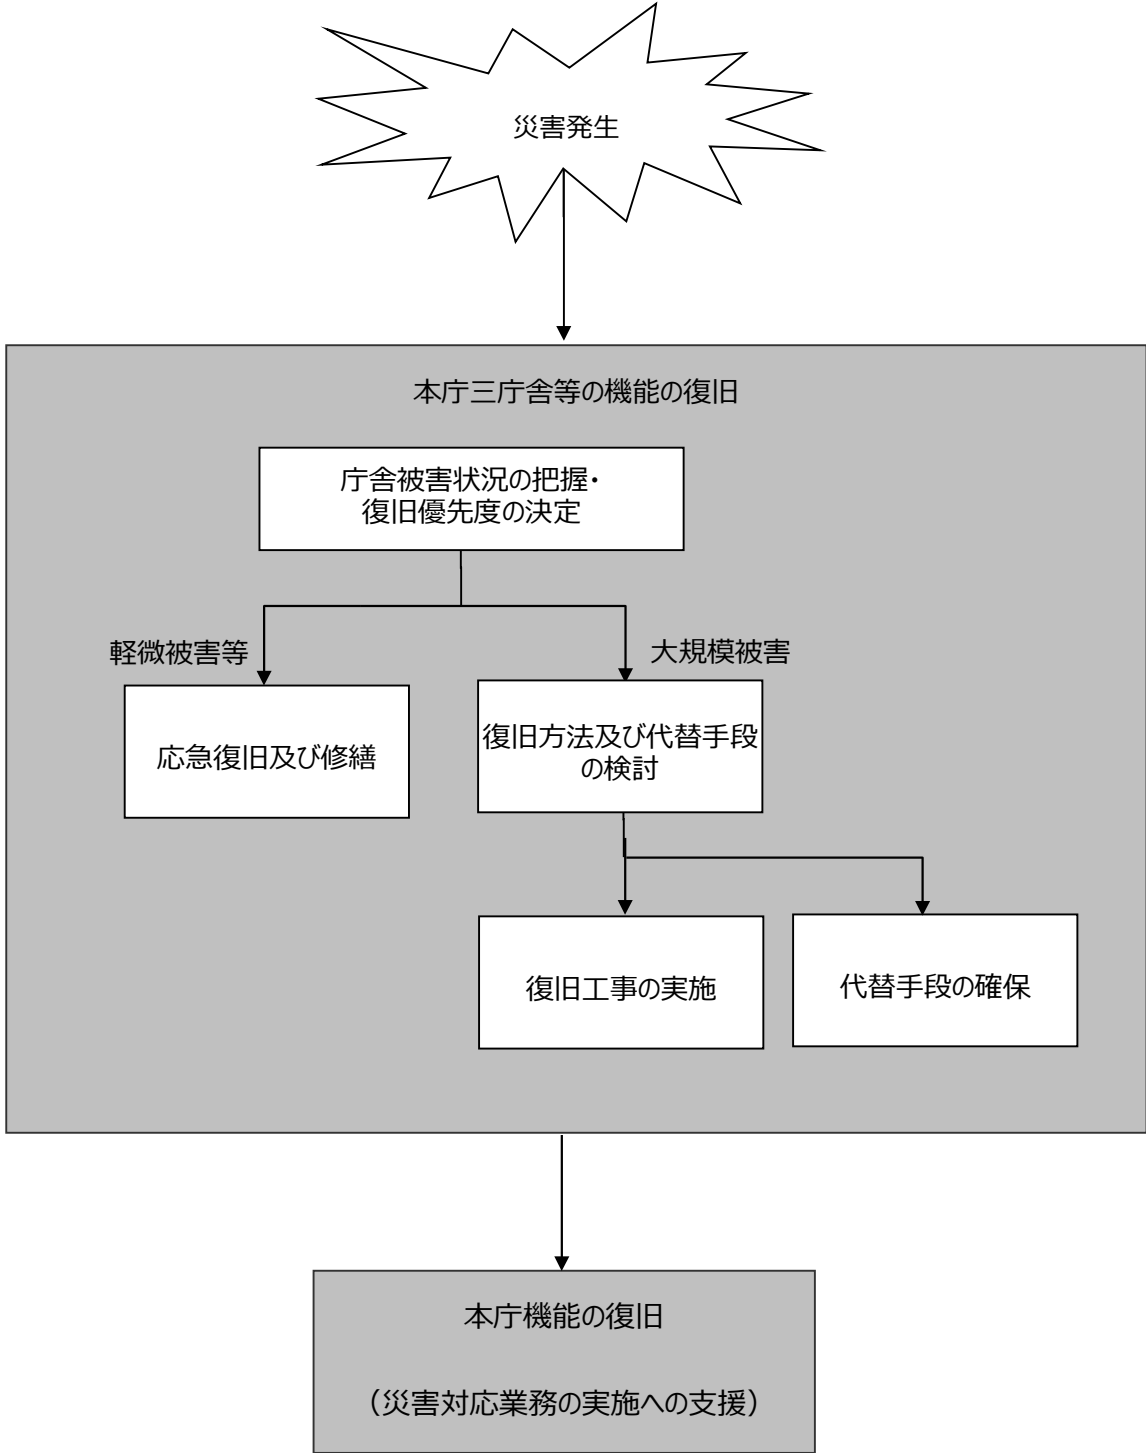 災害発生
本庁三庁舎等の機能の復旧
庁舎被害状況の把握・
復旧優先度の決定
軽微被害等
大規模被害
応急復旧及び修繕
復旧方法及び代替手段
の検討
復旧工事の実施
代替手段の確保
本庁機能の復旧
（災害対応業務の実施への支援）